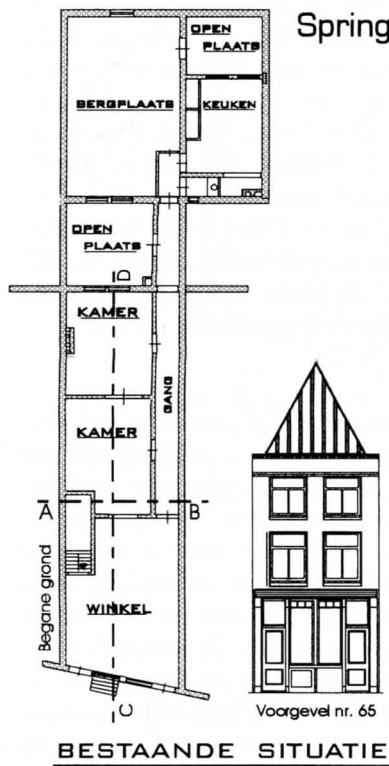 Spring
OPEN
PLAATS
BERGPLAATS
KEUKEN
OPEN
PLAATS
D
KAMER
GANG
KAMER
A
B
Begane grond
WINKEL
C
Voorgevel nr. 65
BESTAANDE SITUATIE